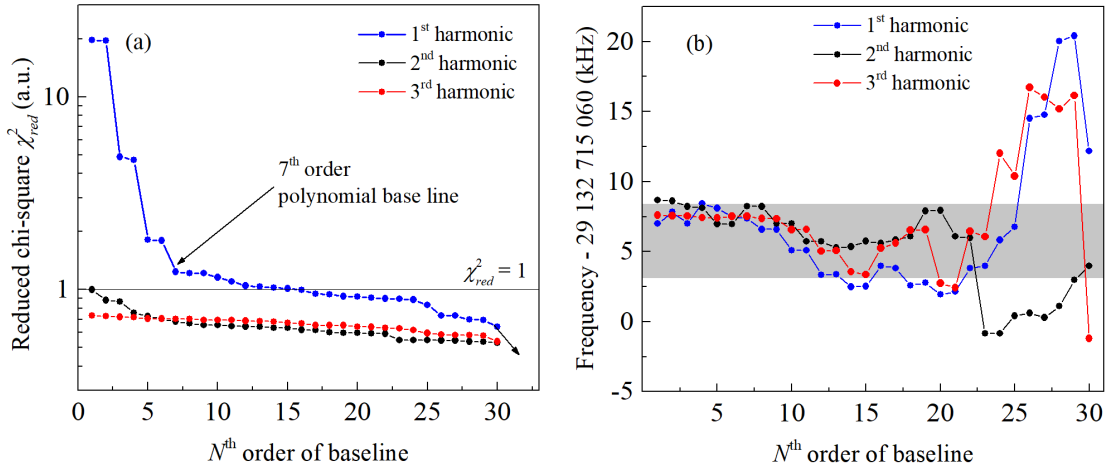 (a)
1st harmonic
2nd harmonic
3rd harmonic
7th order
polynomial base line
χ²red = 1
Reduced chi-square χ²red (a.u.)
10
1
0
5
10
15
20
25
30
Nth order of baseline
(b)
1st harmonic
2nd harmonic
3rd harmonic
Frequency - 29 132 715 060 (kHz)
20
15
10
5
0
-5
5
10
15
20
25
30
Nth order of baseline